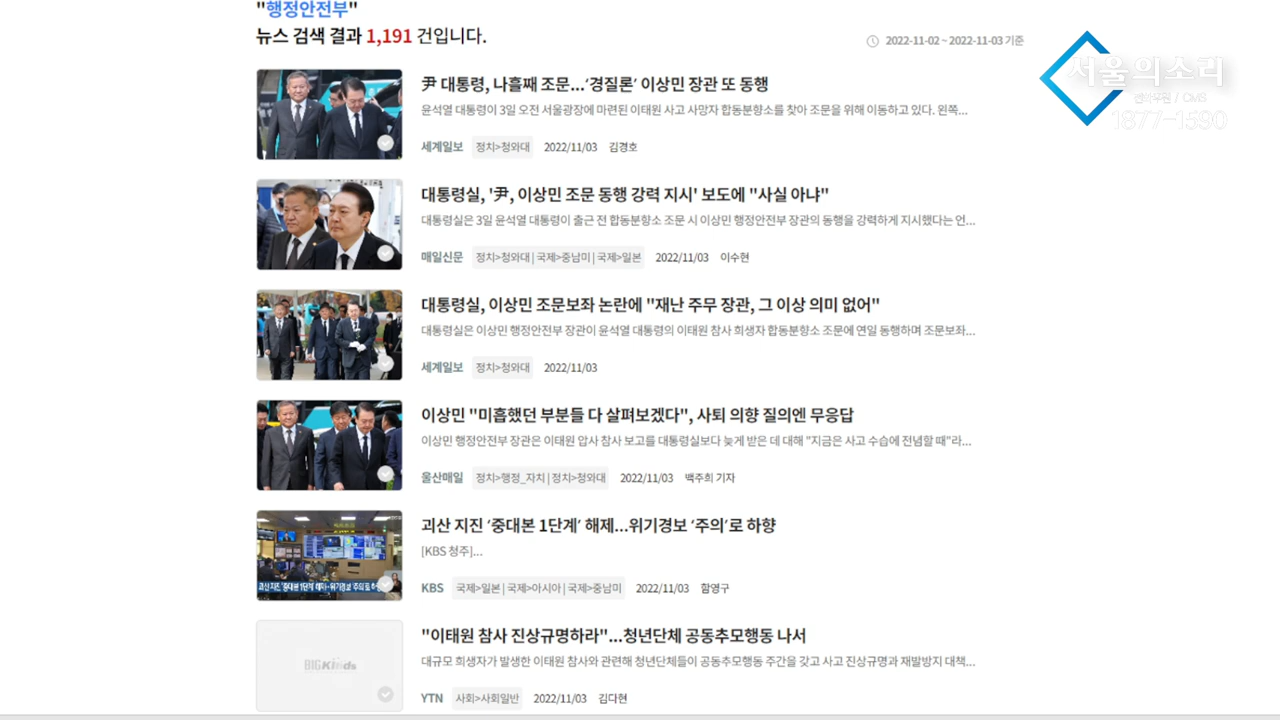 "행정안전부"
뉴스 검색 결과 1,191 건입니다.
2022-11-02 ~ 2022-11-03 기준
서울의소리
1877-1590
尹 대통령, 나흘째 조문...'경질론' 이상민 장관 또 동행
윤석열 대통령이 3일 오전 서울광장에 마련된 이태원 사고 사망자 합동분향소를 찾아 조문을 위해 이동하고 있다. 왼쪽...
세계일보 정치>청와대 2022/11/03 김경호
대통령실, '尹, 이상민 조문 동행 강력 지시' 보도에 "사실 아냐"
대통령실은 3일 윤석열 대통령이 출근 전 합동분향소 조문 시 이상민 행정안전부 장관의 동행을 강력하게 지시했다는 언...
매일신문 정치>청와대 | 국제>중남미 | 국제>일본 2022/11/03 이수현
대통령실, 이상민 조문보좌 논란에 "재난 주무 장관, 그 이상 의미 없어"
대통령실은 이상민 행정안전부 장관이 윤석열 대통령의 이태원 참사 희생자 합동분향소 조문에 연일 동행하며 조문보좌...
세계일보 정치>청와대 2022/11/03
이상민 "미흡했던 부분들 다 살펴보겠다", 사퇴 의향 질의엔 무응답
이상민 행정안전부 장관은 이태원 압사 참사 보고를 대통령실보다 늦게 받은 데 대해 "지금은 사고 수습에 전념할 때"라...
울산매일 정치>행정_자치 | 정치>청와대 2022/11/03 백주희 기자
괴산 지진 '중대본 1단계' 해제...위기경보 '주의'로 하향
[KBS 청주]...
KBS 국제>일본 | 국제>아시아 | 국제>중남미 2022/11/03 함영구
"이태원 참사 진상규명하라"...청년단체 공동추모행동 나서
대규모 희생자가 발생한 이태원 참사와 관련해 청년단체들이 공동추모행동 주간을 갖고 사고 진상규명과 재발방지 대책...
BIGKinds
YTN 사회>사회일반 2022/11/03 김다현